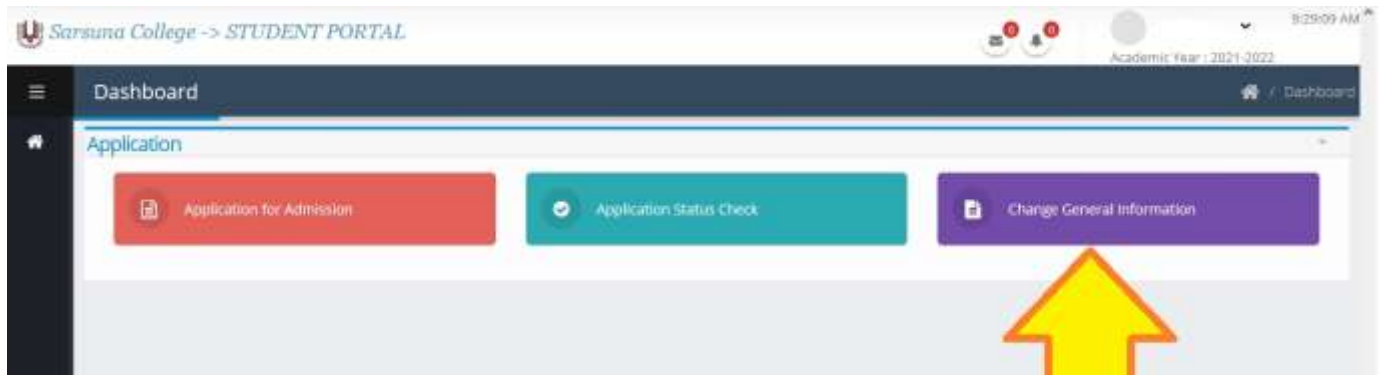 Sarsuna College -> STUDENT PORTAL
0 0
9:29:09 AM
Academic Year : 2021-2022
Dashboard
/ Dashboard
Application
Application for Admission
Application Status Check
Change General Information